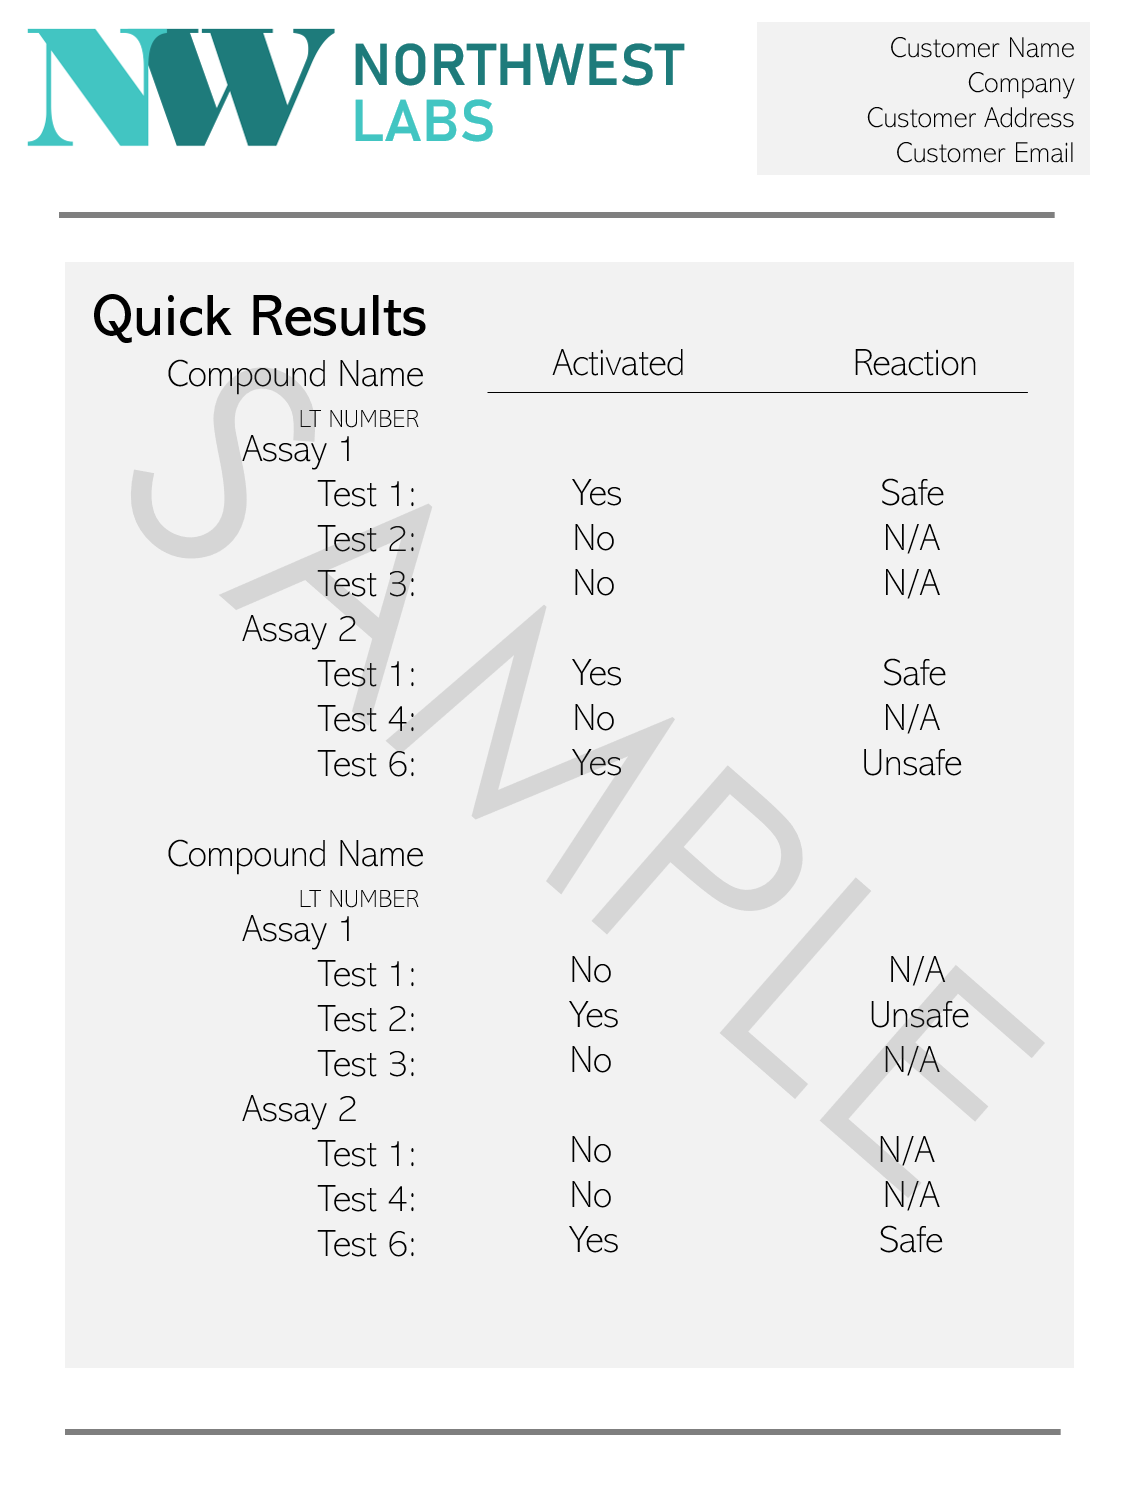 NW NORTHWEST
LABS
Customer Name
Company
Customer Address
Customer Email
Quick Results
Activated Reaction
Compound Name
LT NUMBER
Assay 1
Test 1: Yes Safe
Test 2: No N/A
Test 3: No N/A
Assay 2
Test 1: Yes Safe
Test 4: No N/A
Test 6: Yes Unsafe
Compound Name
LT NUMBER
Assay 1
Test 1: No N/A
Test 2: Yes Unsafe
Test 3: No N/A
Assay 2
Test 1: No N/A
Test 4: No N/A
Test 6: Yes Safe
SAMPLE